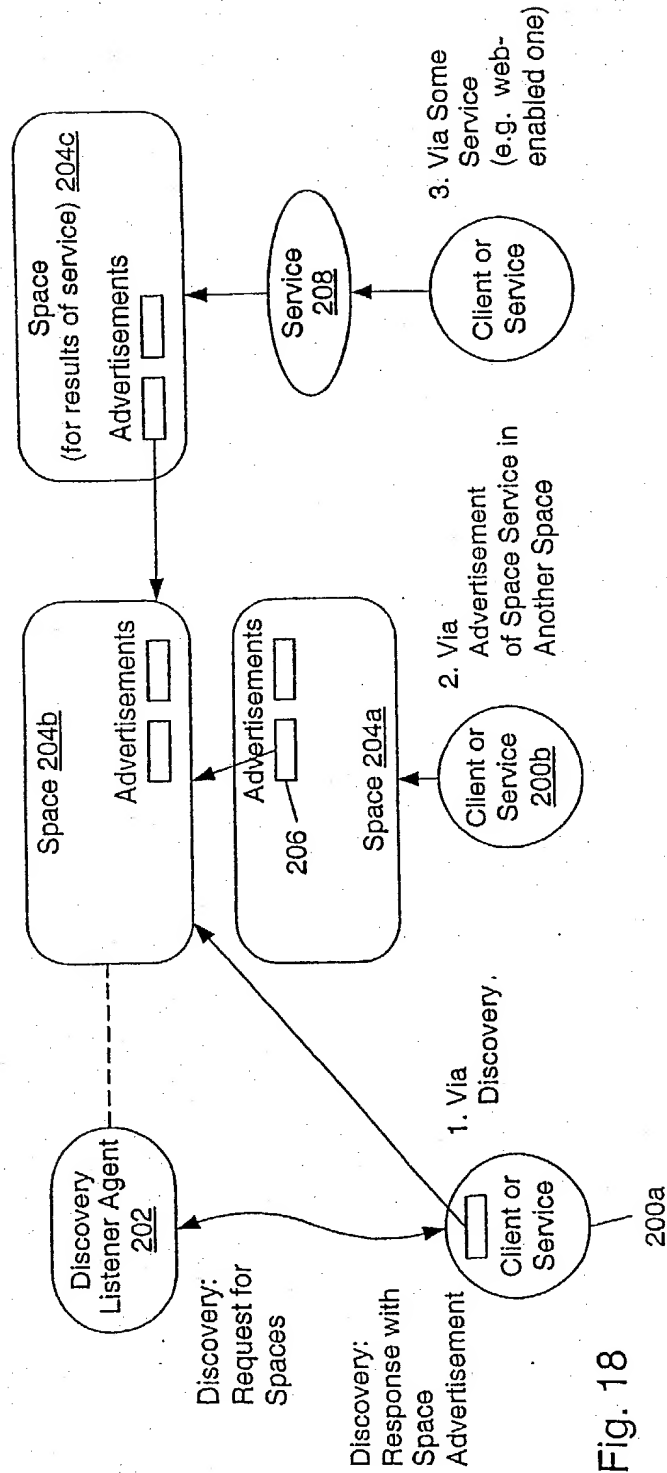 Discovery
Listener Agent
202
Discovery:
Request for
Spaces
Discovery:
Response with
Space
Advertisement
Client or
Service
200a
1. Via
Discovery.
Space 204b
Advertisements
Advertisements
206
Space 204a
Client or
Service
200b
2. Via
Advertisement
of Space Service in
Another Space
Space
(for results of service) 204c
Advertisements
Service
208
Client or
Service
3. Via Some
Service
(e.g. web-
enabled one)
Fig. 18